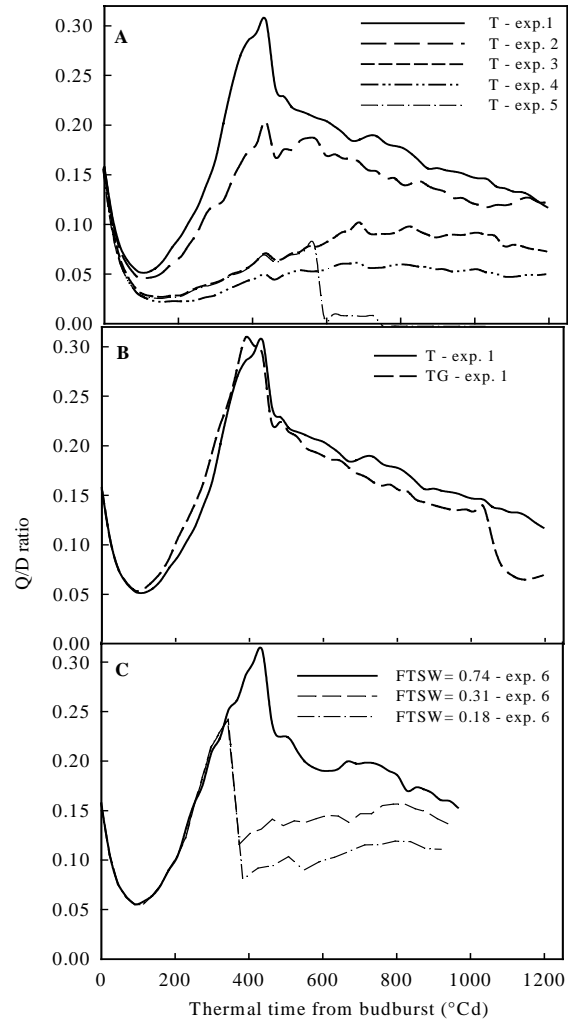 A
T - exp.1
T - exp. 2
T - exp. 3
T - exp. 4
T - exp. 5
0.30
0.25
0.20
0.15
0.10
0.05
0.00
B
T - exp. 1
TG - exp. 1
0.30
0.25
0.20
0.15
0.10
0.05
0.00
Q/D ratio
C
FTSW= 0.74 - exp. 6
FTSW= 0.31 - exp. 6
FTSW= 0.18 - exp. 6
0.30
0.25
0.20
0.15
0.10
0.05
0.00
0 200 400 600 800 1000 1200
Thermal time from budburst (°Cd)